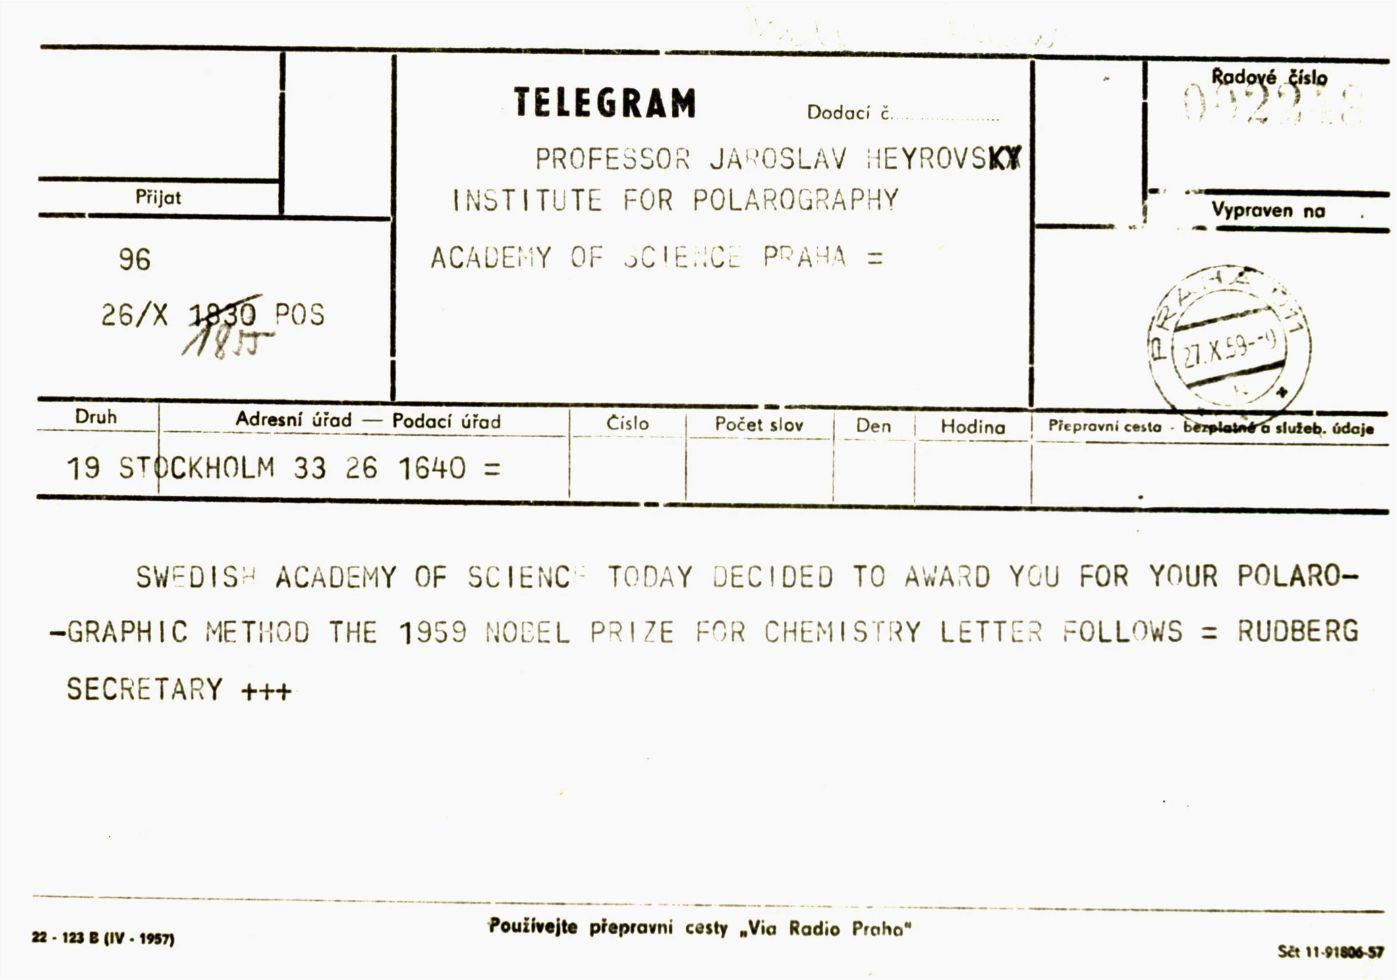 TELEGRAM
Dodací č.
Řadové číslo
PROFESSOR JAROSLAV HEYROVSKY
INSTITUTE FOR POLAROGRAPHY
ACADEMY OF SCIENCE PRAHA =
Přijat
Vypraven na
96
26/X 1830 POS
1855
PRAHA 011
27.X.59
Druh
Adresní úřad — Podací úřad
Číslo
Počet slov
Den
Hodina
Přepravní cesta - bezplatné a služeb. údaje
19 STOCKHOLM 33 26 1640 =
SWEDISH ACADEMY OF SCIENCE TODAY DECIDED TO AWARD YOU FOR YOUR POLARO-
-GRAPHIC METHOD THE 1959 NOBEL PRIZE FOR CHEMISTRY LETTER FOLLOWS = RUDBERG
SECRETARY +++
Používejte přepravní cesty „Via Radio Praha"
22 - 123 B (IV - 1957)
Sčt 11-91806-57